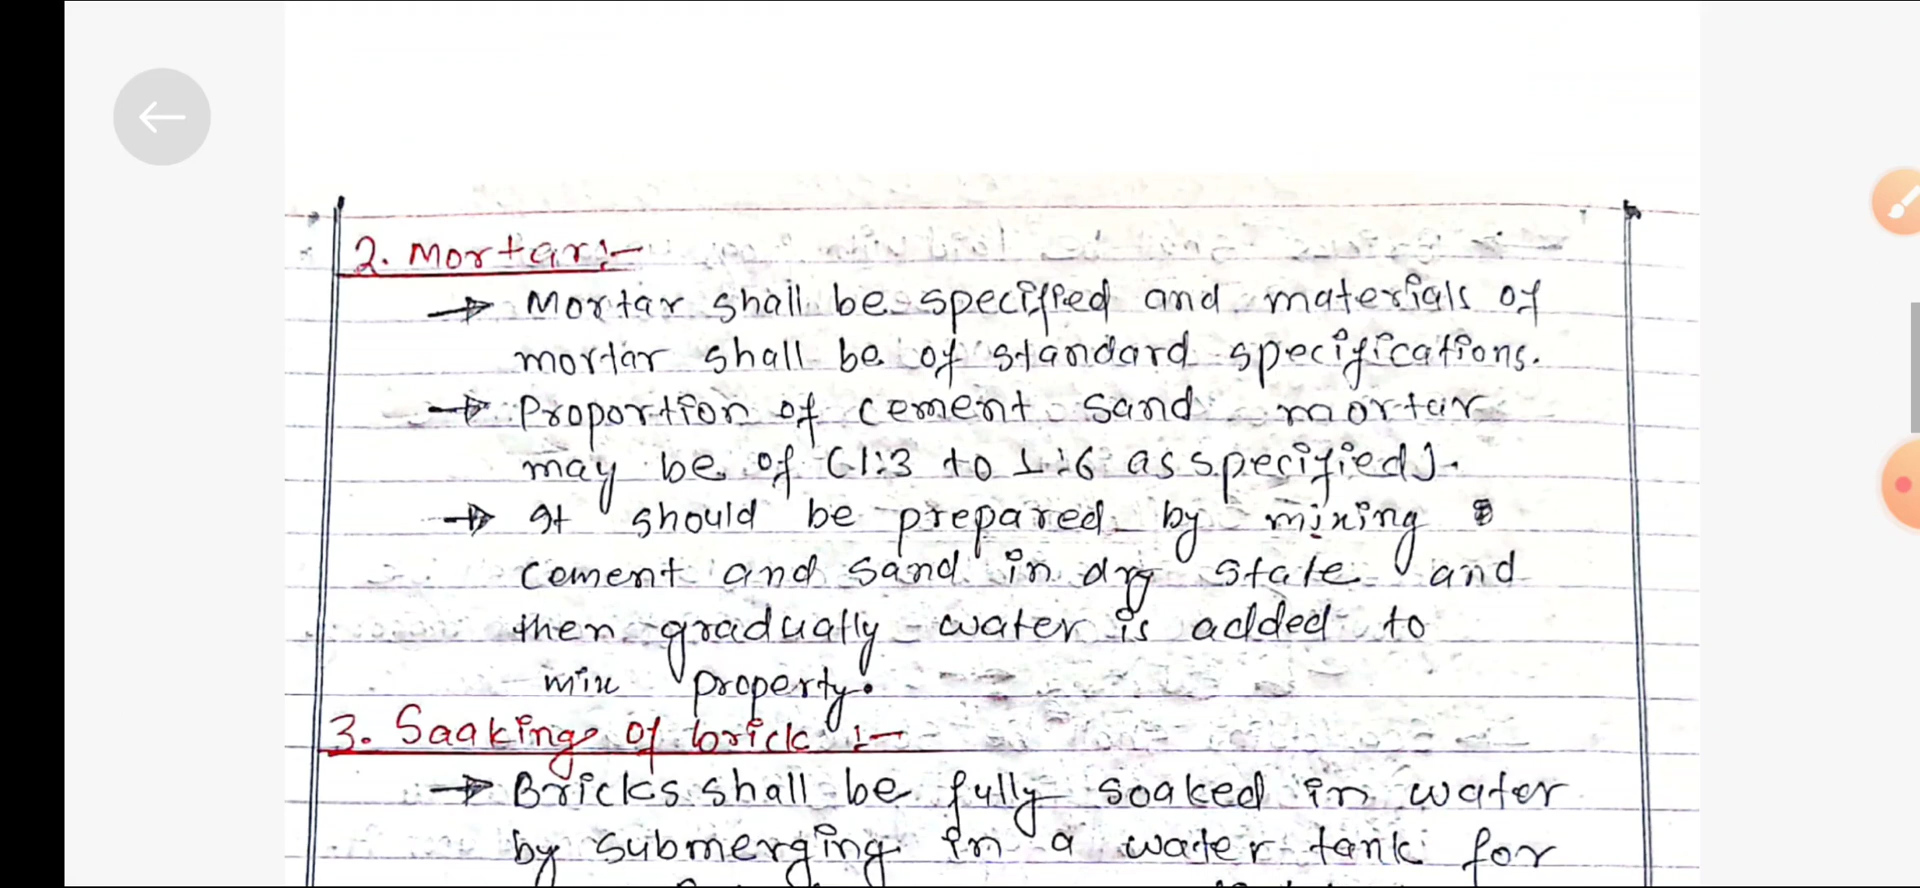 2. Mortar:-
→ Mortar shall be specified and materials of
mortar shall be of standard specifications.
→ Proportion of cement sand mortar
may be of (1:3 to 1:6 as specified).
→ It should be prepared by mixing
cement and sand in dry state and
then gradually water is added to
mix property.
3. Saaking of brick :-
→ Bricks shall be fully soaked in water
by submerging in a water tank for